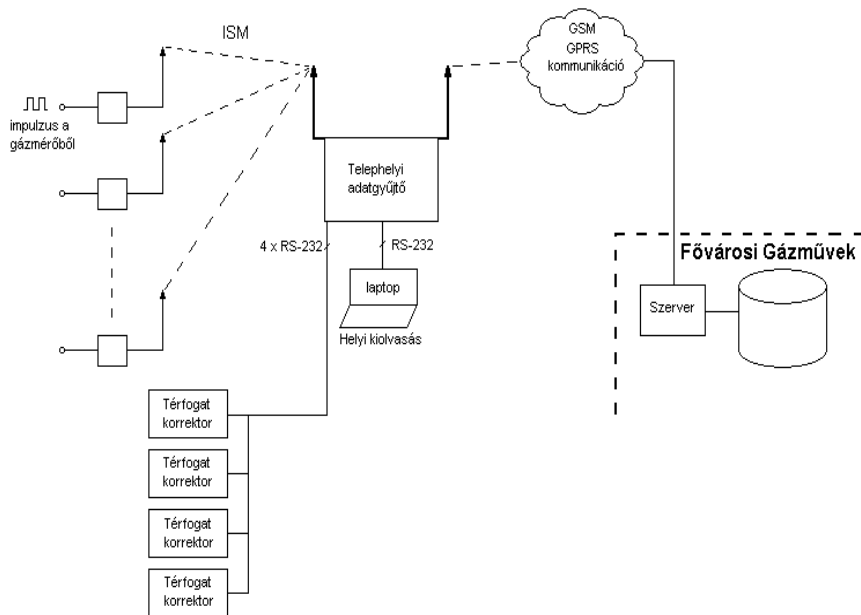 ISM
GSM
GPRS
kommunikáció
impulzus a
gázmérőből
Telephelyi
adatgyűjtő
4 x RS-232
RS-232
laptop
Helyi kiolvasás
Fővárosi Gázművek
Szerver
Térfogat
korrektor
Térfogat
korrektor
Térfogat
korrektor
Térfogat
korrektor